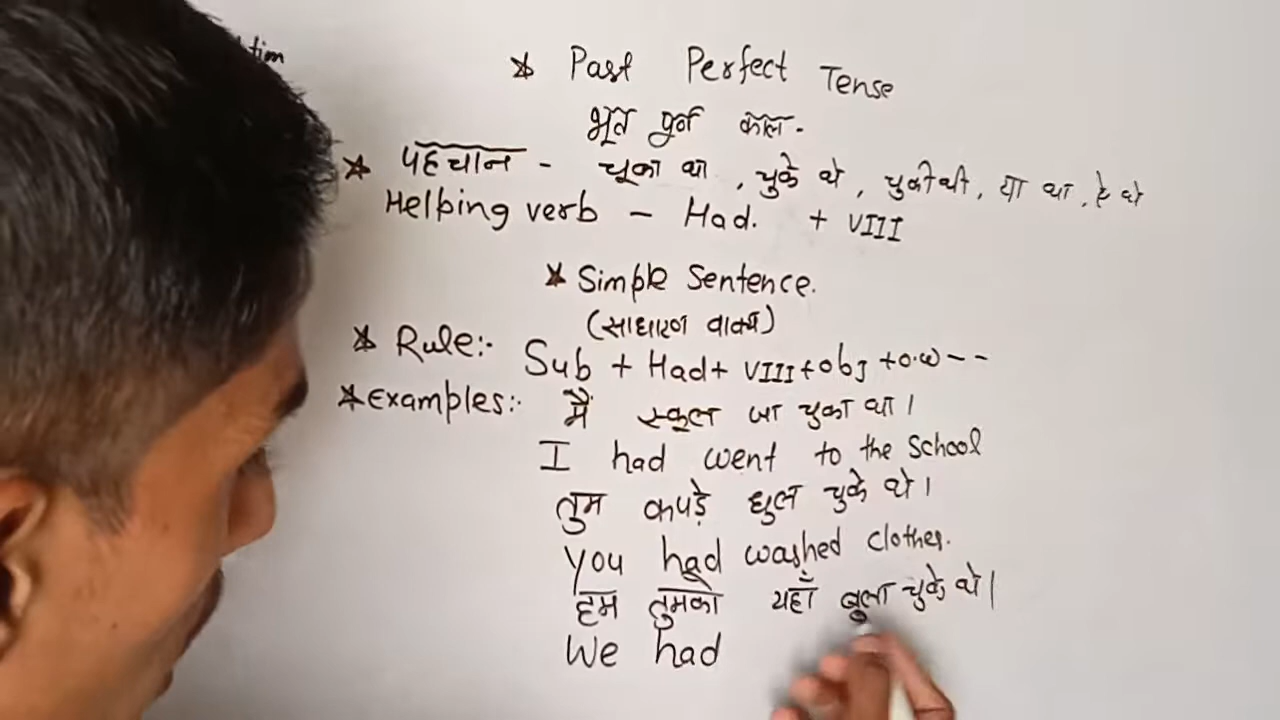 tim
★ Past Perfect Tense
भूत पुर्न काल.
★ पहचान - चूका था , चुके थे , चुकी थी , या था , ऐ थे
Helping verb - Had. + VIII
★ Simple Sentence.
(साधारण वाक्य)
★ Rule:- Sub + Had + VIII + obj + o.w --
★ Examples:- मैं स्कूल जा चुका था।
I had went to the School
तुम कपड़े धुल चुके थे।
You had washed clothes.
हम तुमको यहाँ बुला चुके थे।
We had